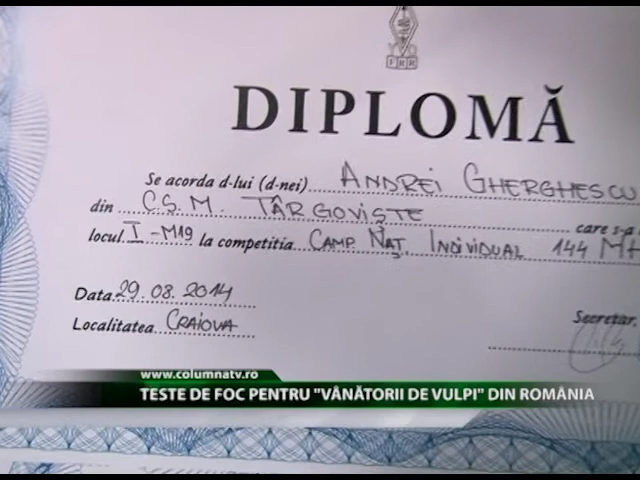 YO
FRR
DIPLOMĂ
Se acorda d-lui (d-nei) ANDREI GHERGHESCU
din C.Ș.M. TÂRGOVIȘTE care s-a
locul I-M19 la competitia CAMP. NAȚ. INDIVIDUAL 144 MH
Data 29.08.2014
Localitatea CRAIOVA
Secretar,
www.columnatv.ro
TESTE DE FOC PENTRU "VÂNĂTORII DE VULPI" DIN ROMÂNIA